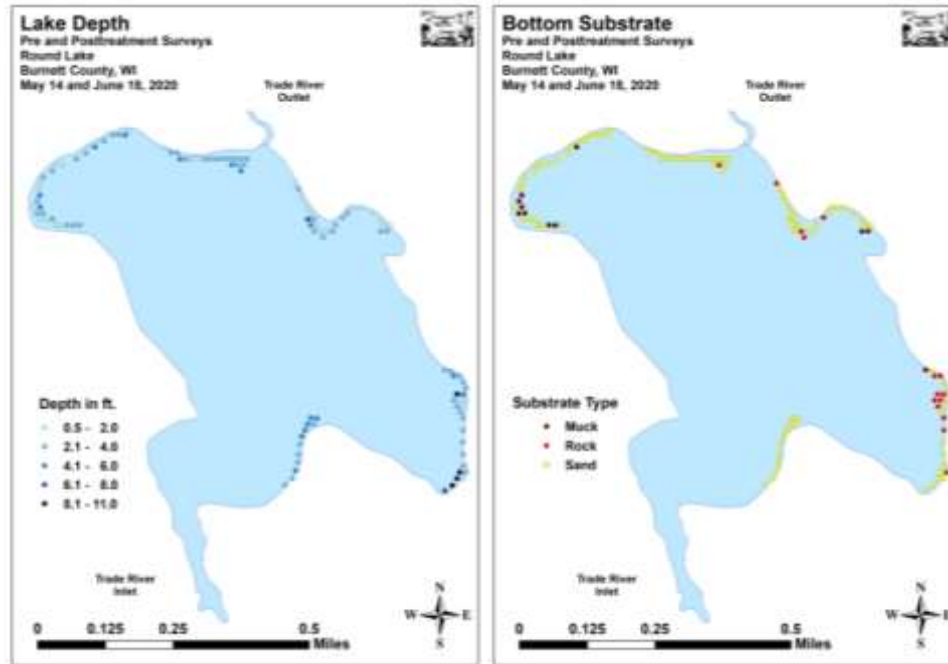 Lake Depth
Pre and Posttreatment Surveys
Round Lake
Burnett County, WI
May 14 and June 18, 2020
Trade River
Outlet
Depth in ft.
0.5 - 2.0
2.1 - 4.0
4.1 - 6.0
6.1 - 8.0
8.1 - 11.0
Trade River
Inlet
N
W E
S
0 0.125 0.25 0.5
Miles
Bottom Substrate
Pre and Posttreatment Surveys
Round Lake
Burnett County, WI
May 14 and June 18, 2020
Trade River
Outlet
Substrate Type
Muck
Rock
Sand
Trade River
Inlet
N
W E
S
0 0.125 0.25 0.5
Miles